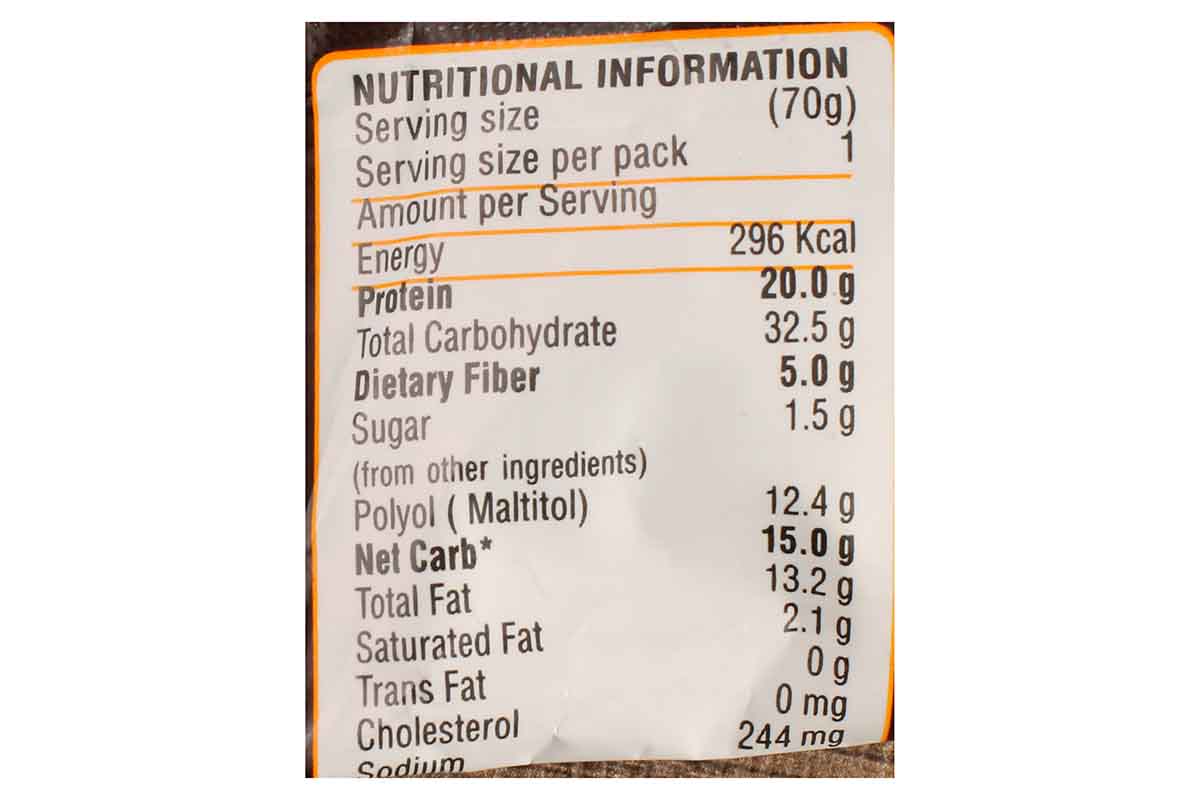 NUTRITIONAL INFORMATION
Serving size (70g)
Serving size per pack 1
Amount per Serving
Energy 296 Kcal
Protein 20.0 g
Total Carbohydrate 32.5 g
Dietary Fiber 5.0 g
Sugar 1.5 g
(from other ingredients)
Polyol ( Maltitol) 12.4 g
Net Carb* 15.0 g
Total Fat 13.2 g
Saturated Fat 2.1 g
Trans Fat 0 g
Cholesterol 0 mg
Sodium 244 mg